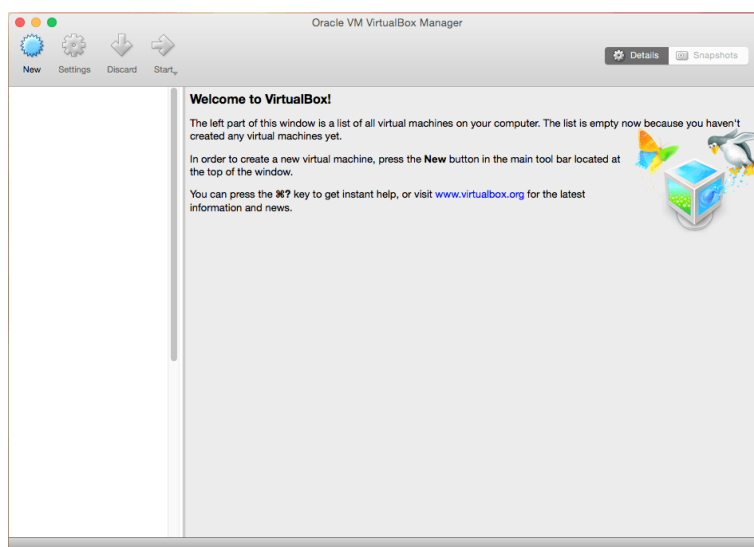 Oracle VM VirtualBox Manager
New Settings Discard Start
Details Snapshots
Welcome to VirtualBox!
The left part of this window is a list of all virtual machines on your computer. The list is empty now because you haven't
created any virtual machines yet.
In order to create a new virtual machine, press the New button in the main tool bar located at
the top of the window.
You can press the ⌘? key to get instant help, or visit www.virtualbox.org for the latest
information and news.